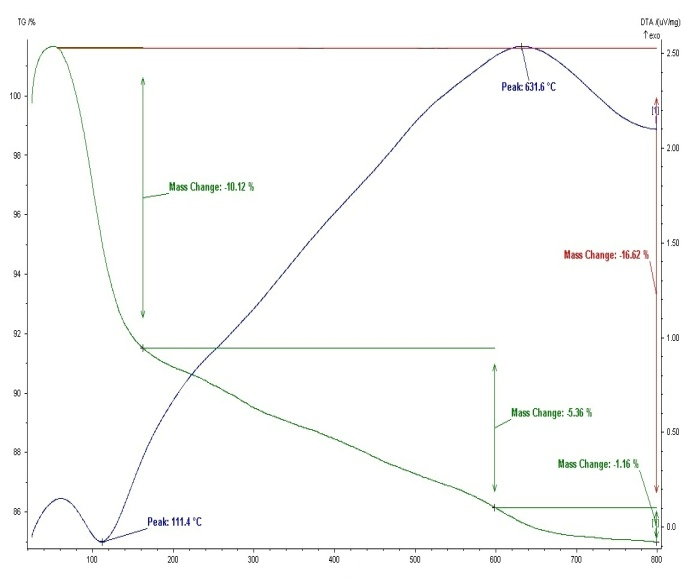 TG /%
DTA /(uV/mg)
↑ exo
2.50
Peak: 631.6 °C
100
[1]
2.00
98
Mass Change: -10.12 %
96
1.50
Mass Change: -16.62 %
94
92
1.00
90
Mass Change: -5.36 %
0.50
88
Mass Change: -1.16 %
86
Peak: 111.4 °C
0.0
100
200
300
400
500
600
700
800